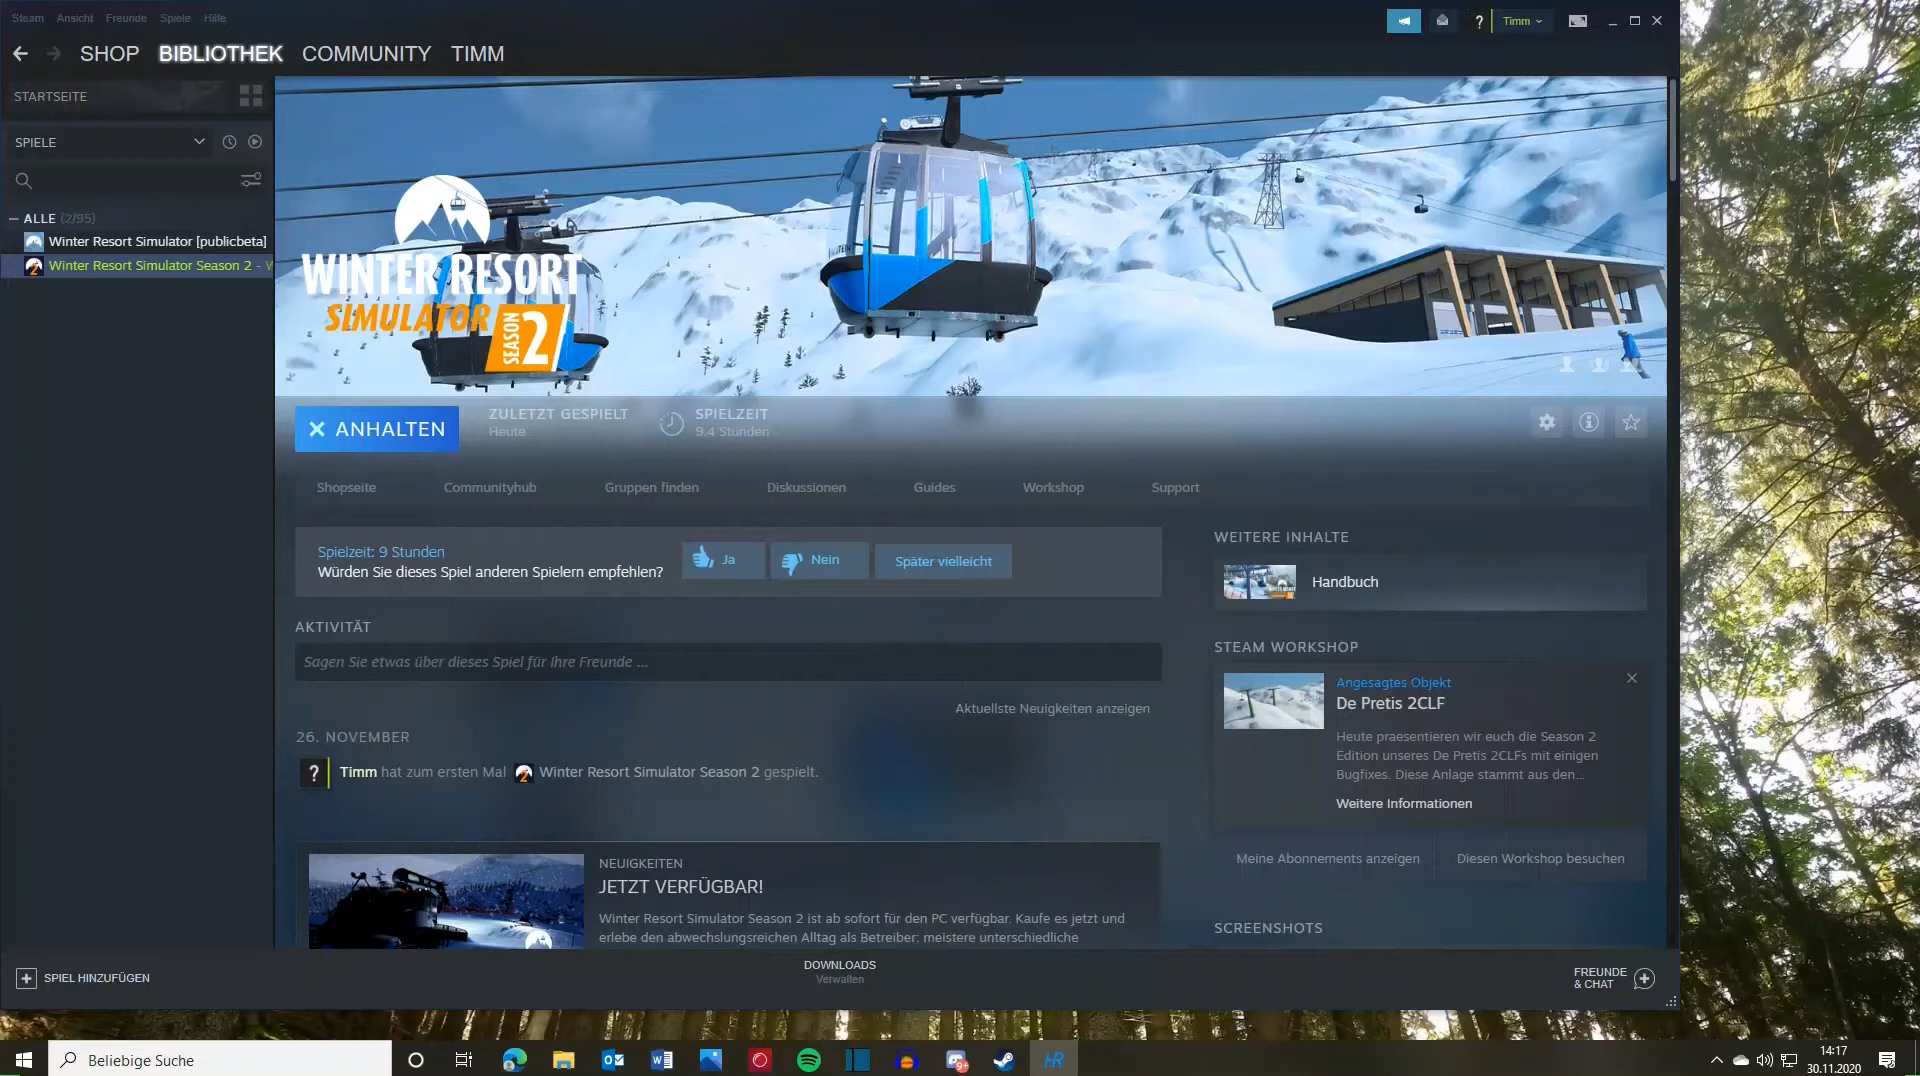 Steam Ansicht Freunde Spiele Hilfe
? Timm
SHOP BIBLIOTHEK COMMUNITY TIMM
STARTSEITE
SPIELE
ALLE (2/95)
Winter Resort Simulator [publicbeta]
Winter Resort Simulator Season 2 -
WINTER RESORT
SIMULATOR
SEASON 2
ANHALTEN
ZULETZT GESPIELT
Heute
SPIELZEIT
9.4 Stunden
Shopseite Communityhub Gruppen finden Diskussionen Guides Workshop Support
Spielzeit: 9 Stunden
Würden Sie dieses Spiel anderen Spielern empfehlen?
Ja Nein Später vielleicht
AKTIVITÄT
Sagen Sie etwas über dieses Spiel für Ihre Freunde ...
Aktuellste Neuigkeiten anzeigen
26. NOVEMBER
? Timm hat zum ersten Mal Winter Resort Simulator Season 2 gespielt.
NEUIGKEITEN
JETZT VERFÜGBAR!
Winter Resort Simulator Season 2 ist ab sofort für den PC verfügbar. Kaufe es jetzt und
erlebe den abwechslungsreichen Alltag als Betreiber: meistere unterschiedliche
WEITERE INHALTE
Handbuch
STEAM WORKSHOP
Angesagtes Objekt
De Pretis 2CLF
Heute praesentieren wir euch die Season 2
Edition unseres De Pretis 2CLFs mit einigen
Bugfixes. Diese Anlage stammt aus den...
Weitere Informationen
Meine Abonnements anzeigen Diesen Workshop besuchen
SCREENSHOTS
SPIEL HINZUFÜGEN
DOWNLOADS
Verwalten
FREUNDE
& CHAT
Beliebige Suche
9+
HR
14:17
30.11.2020